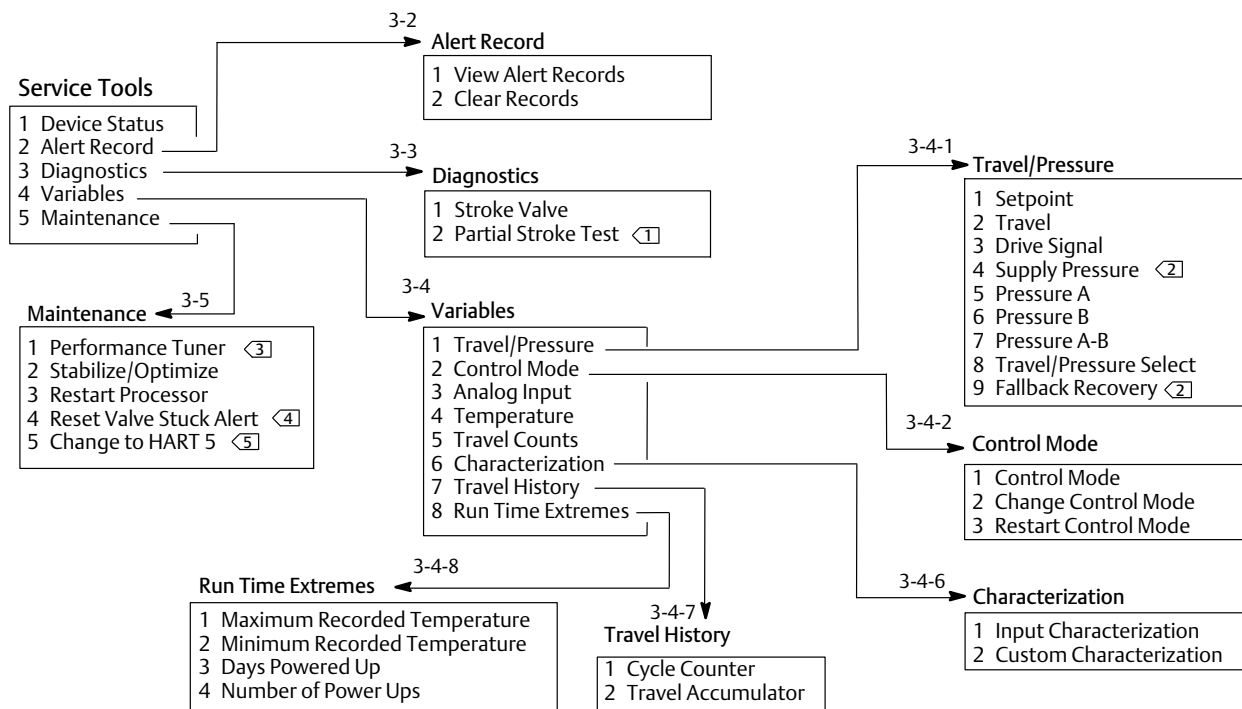 Service Tools
1 Device Status
2 Alert Record
3 Diagnostics
4 Variables
5 Maintenance
3-2
Alert Record
1 View Alert Records
2 Clear Records
3-3
Diagnostics
1 Stroke Valve
2 Partial Stroke Test 1
3-5
Maintenance
1 Performance Tuner 3
2 Stabilize/Optimize
3 Restart Processor
4 Reset Valve Stuck Alert 4
5 Change to HART 5 5
3-4
Variables
1 Travel/Pressure
2 Control Mode
3 Analog Input
4 Temperature
5 Travel Counts
6 Characterization
7 Travel History
8 Run Time Extremes
3-4-1
Travel/Pressure
1 Setpoint
2 Travel
3 Drive Signal
4 Supply Pressure 2
5 Pressure A
6 Pressure B
7 Pressure A-B
8 Travel/Pressure Select
9 Fallback Recovery 2
3-4-2
Control Mode
1 Control Mode
2 Change Control Mode
3 Restart Control Mode
3-4-8
Run Time Extremes
1 Maximum Recorded Temperature
2 Minimum Recorded Temperature
3 Days Powered Up
4 Number of Power Ups
3-4-7
Travel History
1 Cycle Counter
2 Travel Accumulator
3-4-6
Characterization
1 Input Characterization
2 Custom Characterization